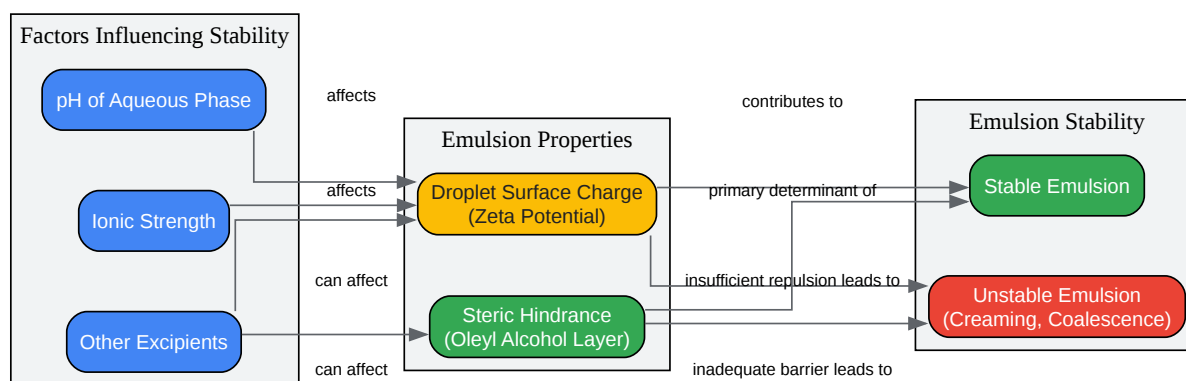 Factors Influencing Stability
pH of Aqueous Phase
Ionic Strength
Other Excipients
affects
affects
can affect
can affect
Emulsion Properties
Droplet Surface Charge
(Zeta Potential)
Steric Hindrance
(Oleyl Alcohol Layer)
contributes to
primary determinant of
insufficient repulsion leads to
inadequate barrier leads to
Emulsion Stability
Stable Emulsion
Unstable Emulsion
(Creaming, Coalescence)